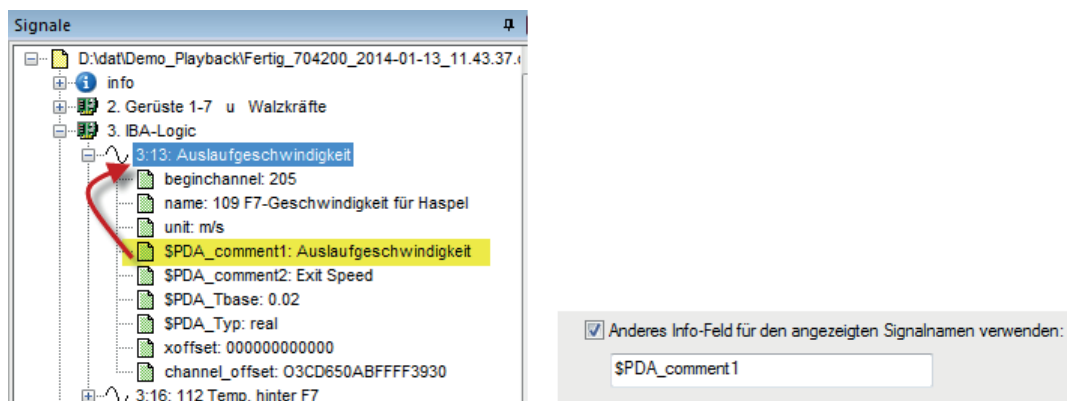 Signale
D:\dat\Demo_Playback\Fertig_704200_2014-01-13_11.43.37.
info
2. Gerüste 1-7 u Walzkräfte
3. IBA-Logic
3:13: Auslaufgeschwindigkeit
beginchannel: 205
name: 109 F7-Geschwindigkeit für Haspel
unit: m/s
$PDA_comment1: Auslaufgeschwindigkeit
$PDA_comment2: Exit Speed
$PDA_Tbase: 0.02
$PDA_Typ: real
xoffset: 000000000000
channel_offset: O3CD650ABFFFF3930
3:16: 112 Temp. hinter F7
Anderes Info-Feld für den angezeigten Signalnamen verwenden:
$PDA_comment1